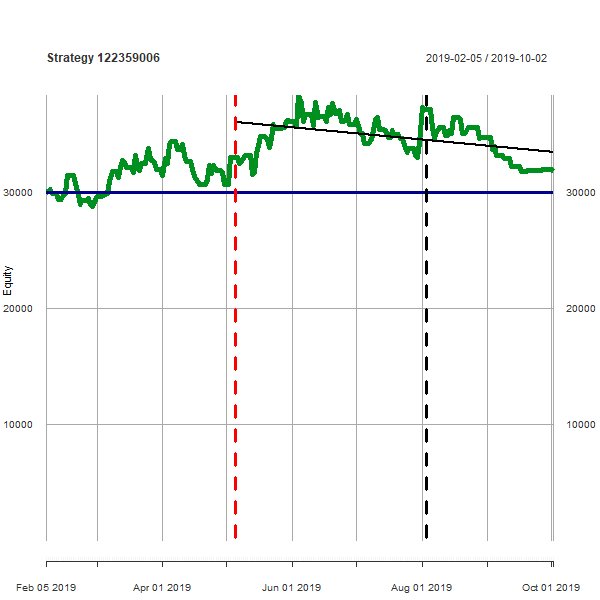 Strategy 122359006
2019-02-05 / 2019-10-02
30000
30000
Equity
20000
20000
10000
10000
Feb 05 2019
Apr 01 2019
Jun 01 2019
Aug 01 2019
Oct 01 2019